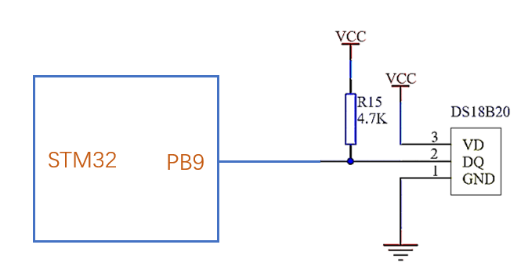 VCC
VCC
R15
4.7K
DS18B20
STM32
PB9
3
VD
2
DQ
1
GND